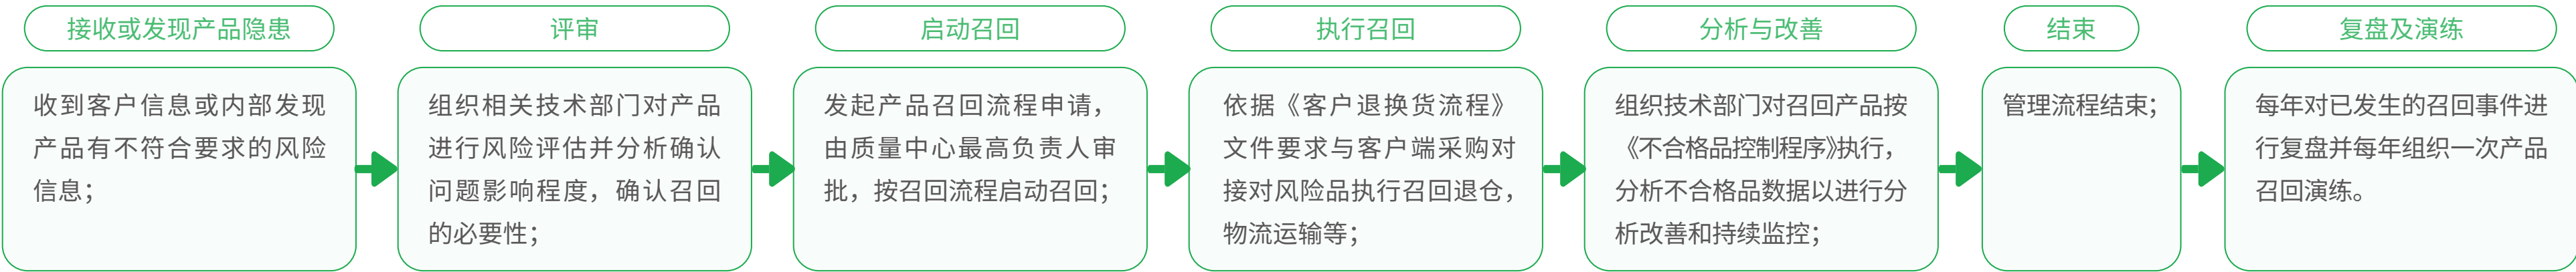 接收或发现产品隐患
收到客户信息或内部发现
产品有不符合要求的风险
信息；
评审
组织相关技术部门对产品
进行风险评估并分析确认
问题影响程度，确认召回
的必要性；
启动召回
发起产品召回流程申请，
由质量中心最高负责人审
批，按召回流程启动召回；
执行召回
依据《客户退换货流程》
文件要求与客户端采购对
接对风险品执行召回退仓，
物流运输等；
分析与改善
组织技术部门对召回产品按
《不合格品控制程序》执行，
分析不合格品数据以进行分
析改善和持续监控；
结束
管理流程结束；
复盘及演练
每年对已发生的召回事件进
行复盘并每年组织一次产品
召回演练。